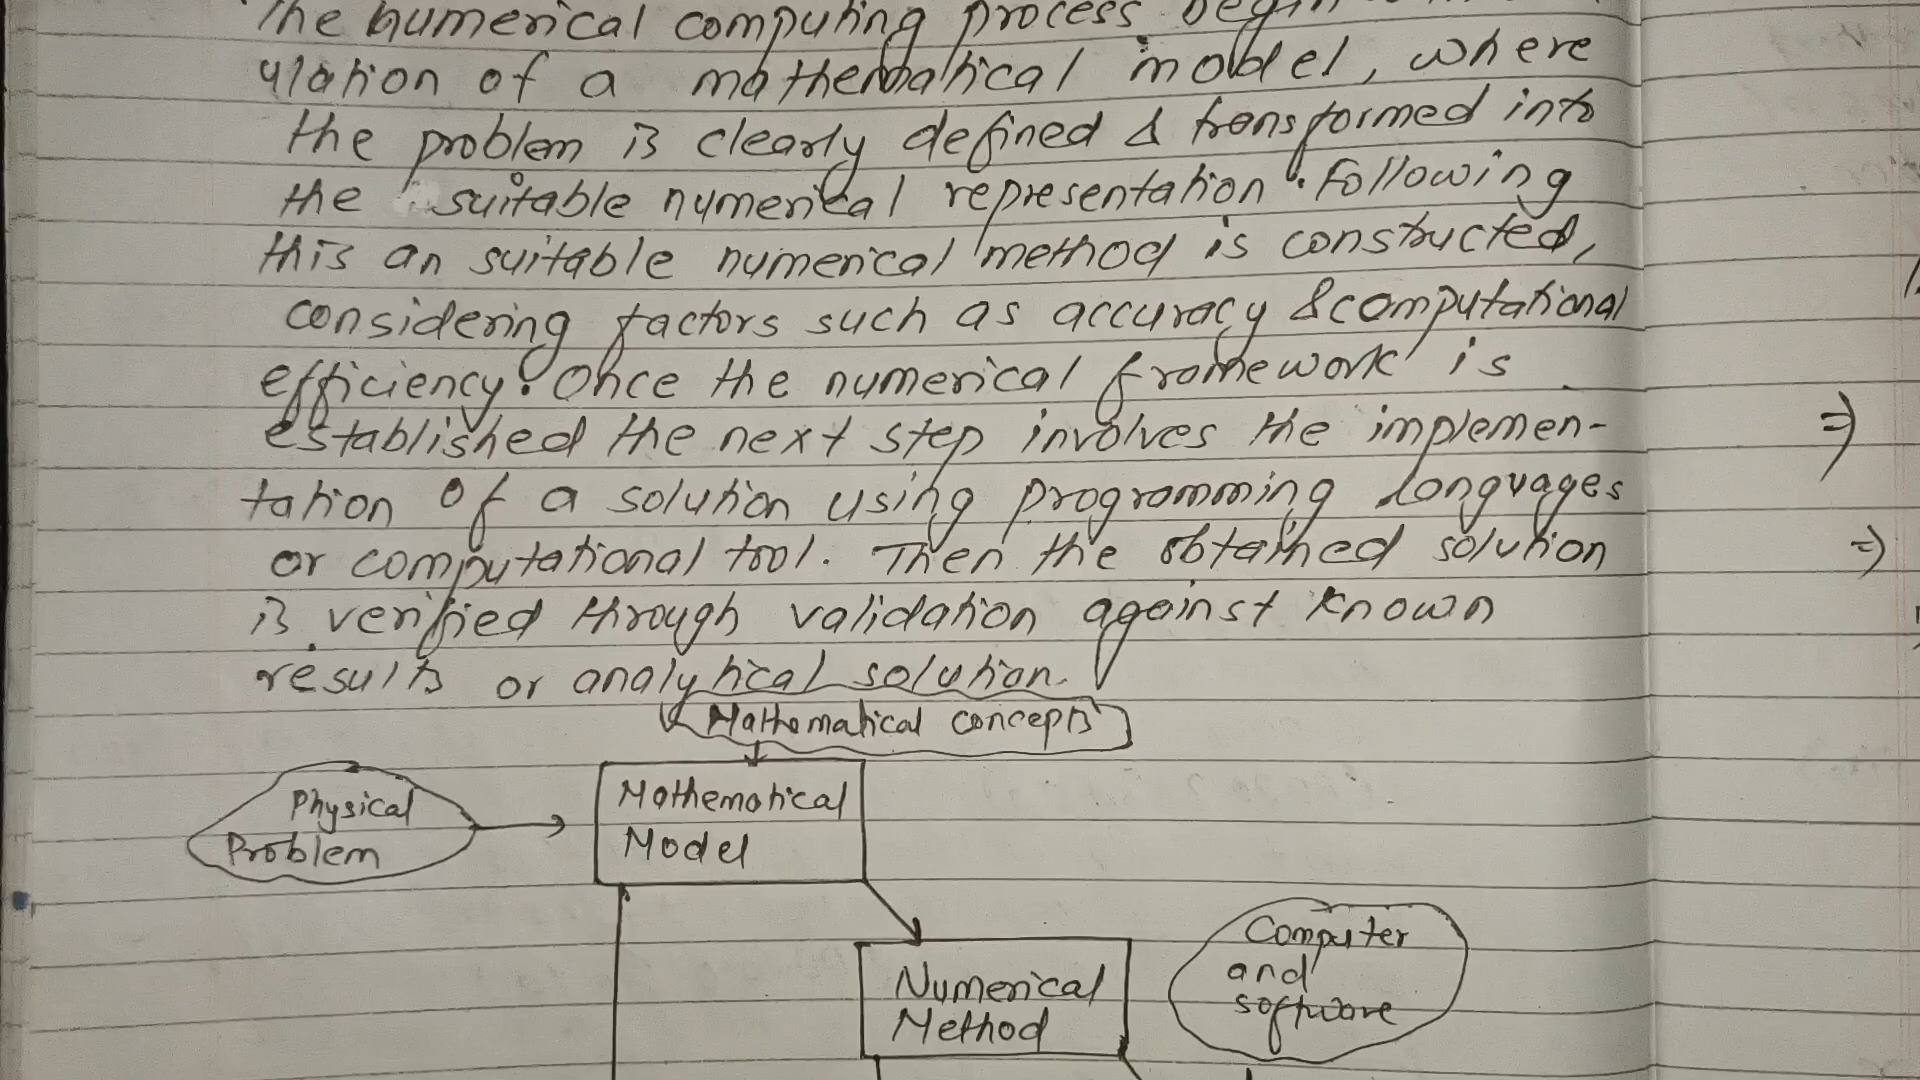 The numerical computing process
ulation of a mathematical model, where
the problem is clearly defined & transformed into
the suitable numerical representation. Following
this an suitable numerical method is constructed,
considering factors such as accuracy & computational
efficiency. Once the numerical framework is
established the next step involves the implemen-
tation of a solution using programming languages
or computational tool. Then the obtained solution
is verified through validation against known
results or analytical solution.
Mathematical concepts
Physical
Problem
Mathematical
Model
Computer
and
software
Numerical
Method
=)
=)